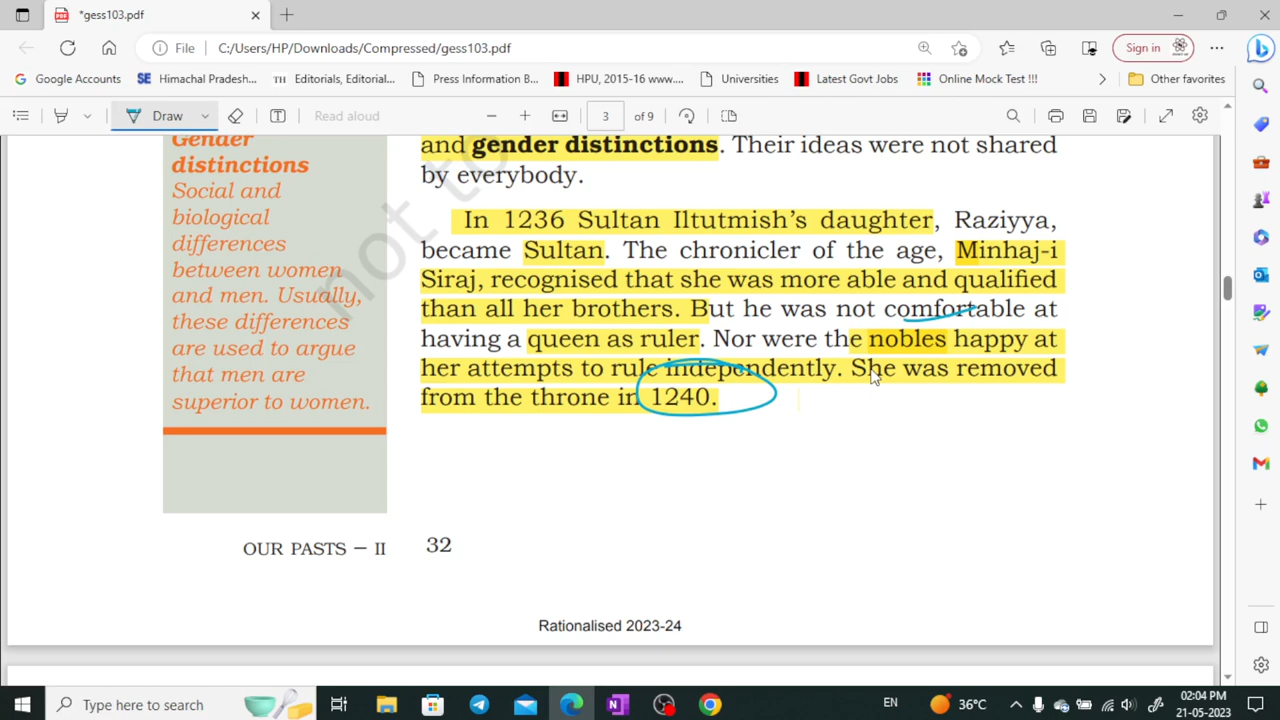 *gess103.pdf
File C:/Users/HP/Downloads/Compressed/gess103.pdf
Sign in
Google Accounts SE Himachal Pradesh... TH Editorials, Editorial... Press Information B... HPU, 2015-16 www.... Universities Latest Govt Jobs Online Mock Test !!! Other favorites
Draw Read aloud 3 of 9
Gender
distinctions
Social and
biological
differences
between women
and men. Usually,
these differences
are used to argue
that men are
superior to women.
and gender distinctions. Their ideas were not shared
by everybody.
In 1236 Sultan Iltutmish's daughter, Raziyya,
became Sultan. The chronicler of the age, Minhaj-i
Siraj, recognised that she was more able and qualified
than all her brothers. But he was not comfortable at
having a queen as ruler. Nor were the nobles happy at
her attempts to rule independently. She was removed
from the throne in 1240.
not to
OUR PASTS – II 32
Rationalised 2023-24
Type here to search
EN 36°C 02:04 PM
21-05-2023